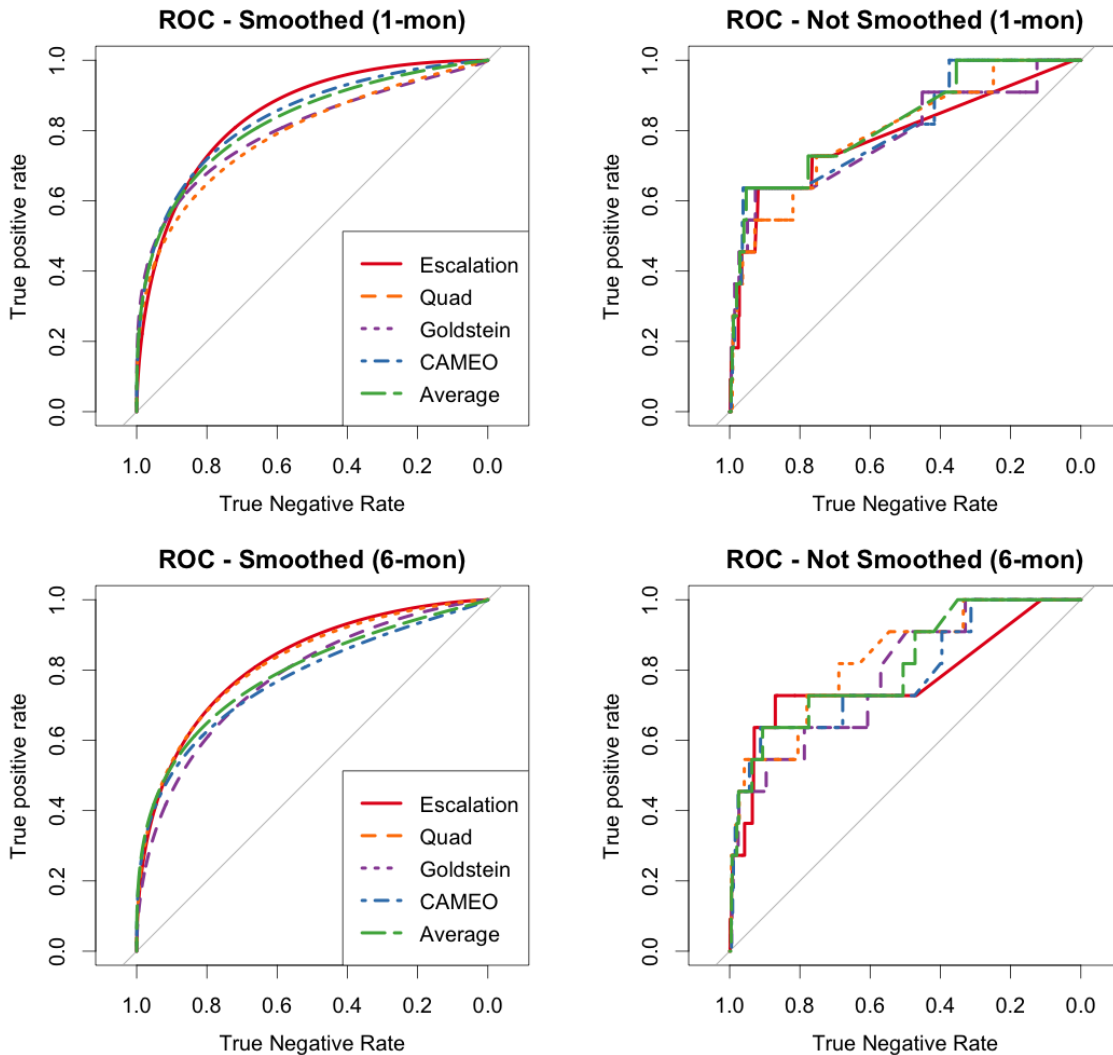 ROC - Smoothed (1-mon)
True positive rate
1.0
0.8
0.6
0.4
0.2
0.0
Escalation
Quad
Goldstein
CAMEO
Average
1.0 0.8 0.6 0.4 0.2 0.0
True Negative Rate
ROC - Not Smoothed (1-mon)
True positive rate
1.0
0.8
0.6
0.4
0.2
0.0
1.0 0.8 0.6 0.4 0.2 0.0
True Negative Rate
ROC - Smoothed (6-mon)
True positive rate
1.0
0.8
0.6
0.4
0.2
0.0
Escalation
Quad
Goldstein
CAMEO
Average
1.0 0.8 0.6 0.4 0.2 0.0
True Negative Rate
ROC - Not Smoothed (6-mon)
True positive rate
1.0
0.8
0.6
0.4
0.2
0.0
1.0 0.8 0.6 0.4 0.2 0.0
True Negative Rate